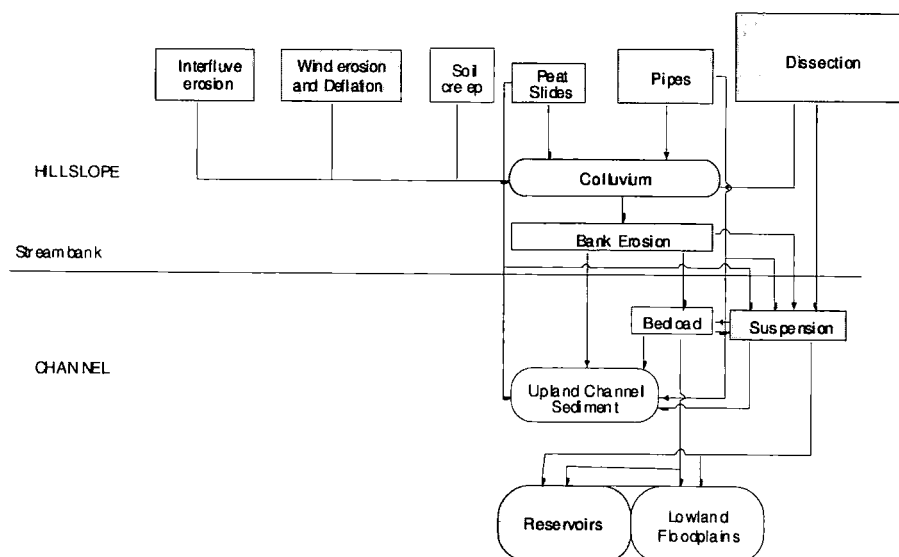 Interfluve
erosion
Wind erosion
and Deflation
Soil
creep
Peat
Slides
Pipes
Dissection
HILLSLOPE
Colluvium
Bank Erosion
Streambank
Bedload
Suspension
CHANNEL
Upland Channel
Sediment
Reservoirs
Lowland
Floodplains